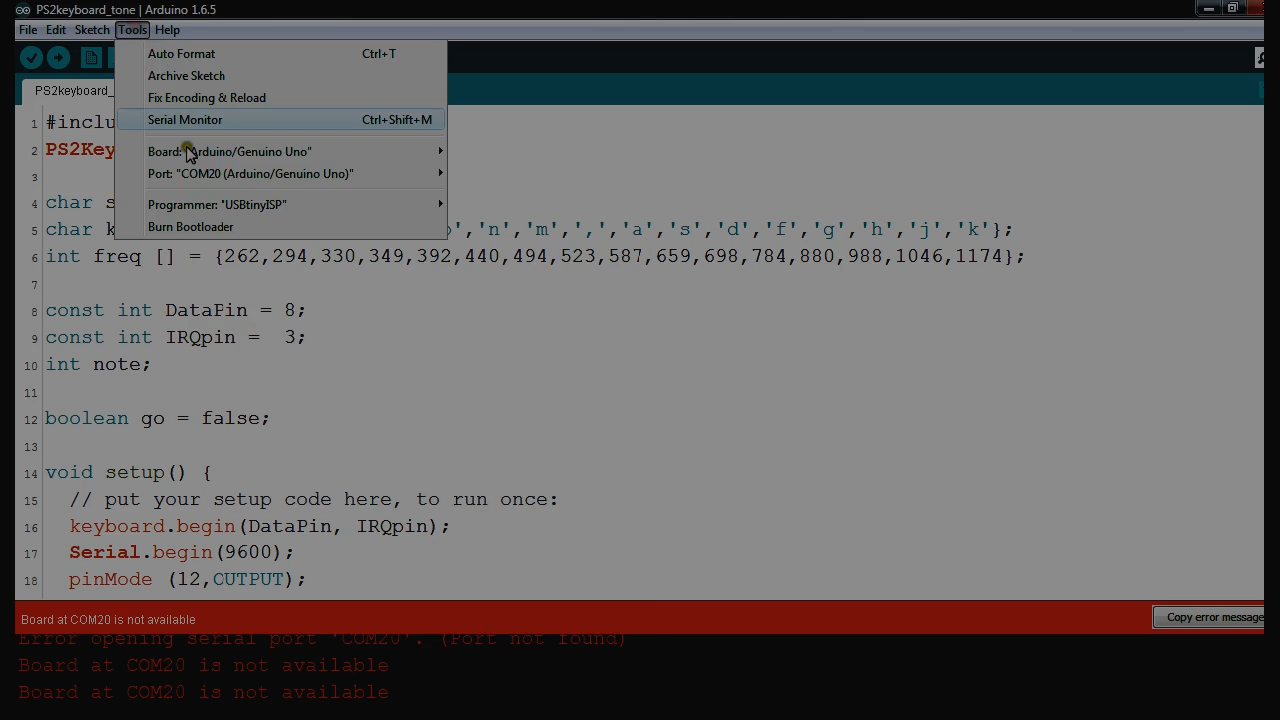 PS2keyboard_tone | Arduino 1.6.5
File Edit Sketch Tools Help
Auto Format Ctrl+T
Archive Sketch
Fix Encoding & Reload
Serial Monitor Ctrl+Shift+M
Board: "Arduino/Genuino Uno"
Port: "COM20 (Arduino/Genuino Uno)"
Programmer: "USBtinyISP"
Burn Bootloader
PS2keyboard_
1 #inclu
2 PS2Key
3
4 char s
5 char k 'n','m',',','a','s','d','f','g','h','j','k'};
6 int freq [] = {262,294,330,349,392,440,494,523,587,659,698,784,880,988,1046,1174};
7
8 const int DataPin = 8;
9 const int IRQpin =  3;
10 int note;
11
12 boolean go = false;
13
14 void setup() {
15 // put your setup code here, to run once:
16 keyboard.begin(DataPin, IRQpin);
17 Serial.begin(9600);
18 pinMode (12,OUTPUT);
Board at COM20 is not available
Copy error message
Error opening serial port 'COM20'. (Port not found)
Board at COM20 is not available
Board at COM20 is not available